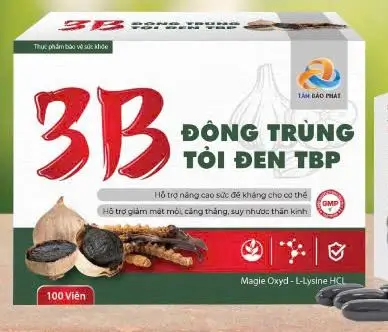 Thực phẩm bảo vệ sức khỏe
TÂM BẢO PHÁT
3B
ĐÔNG TRÙNG
TỎI ĐEN TBP
Hỗ trợ nâng cao sức đề kháng cho cơ thể
Hỗ trợ giảm mệt mỏi, căng thẳng, suy nhược thần kinh
GMP
Magie Oxyd - L-Lysine HCL
100 Viên